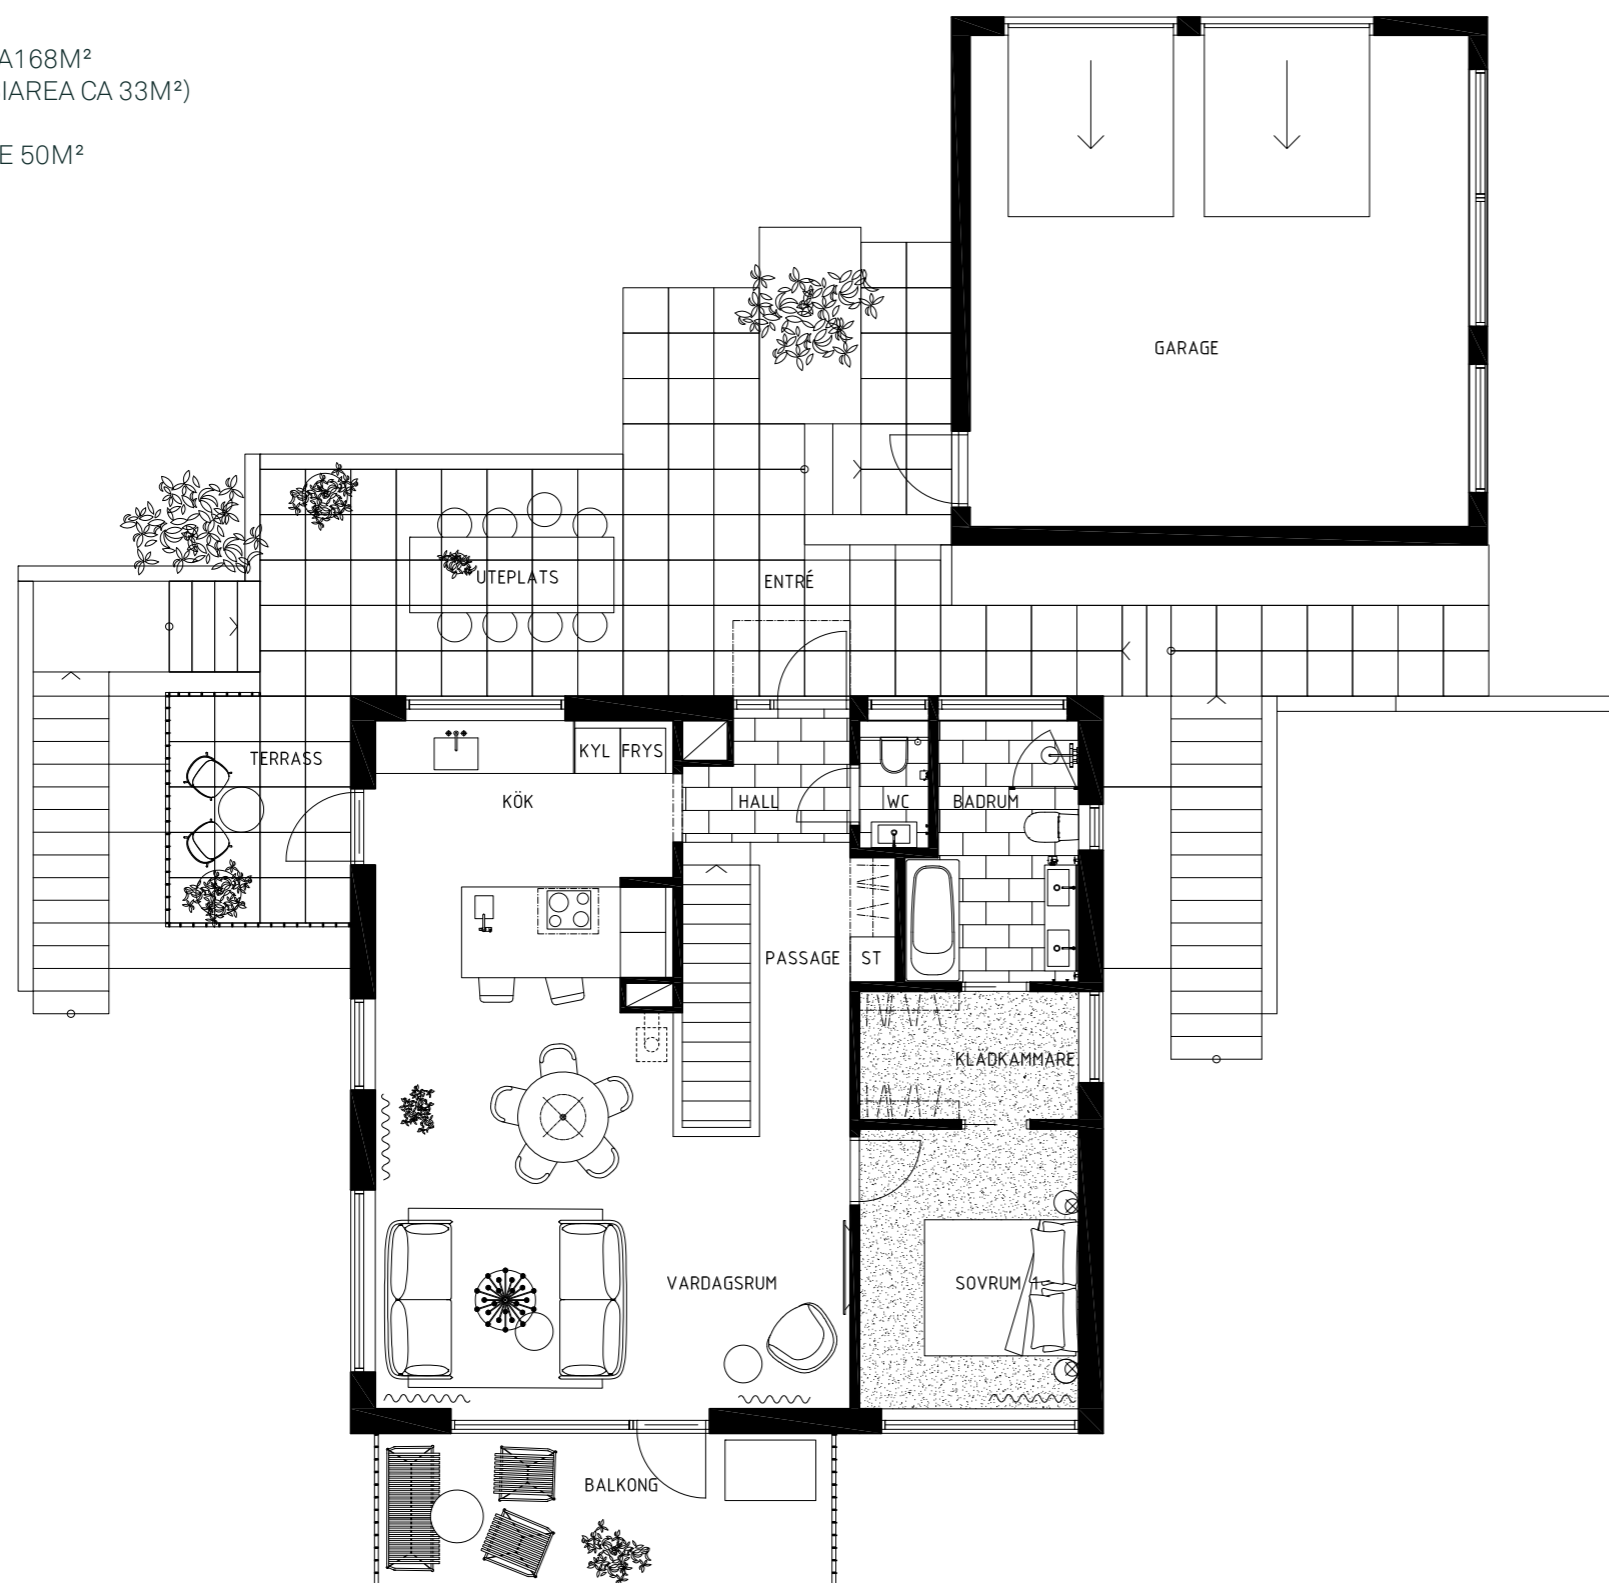 A168M²
IAREA CA 33M²)
E 50M²
GARAGE
UTEPLATS
ENTRÉ
TERRASS
KYL FRYS
KÖK
HALL
WC
BADRUM
PASSAGE
ST
KLÄDKAMMARE
VARDAGSRUM
SOVRUM 1
BALKONG